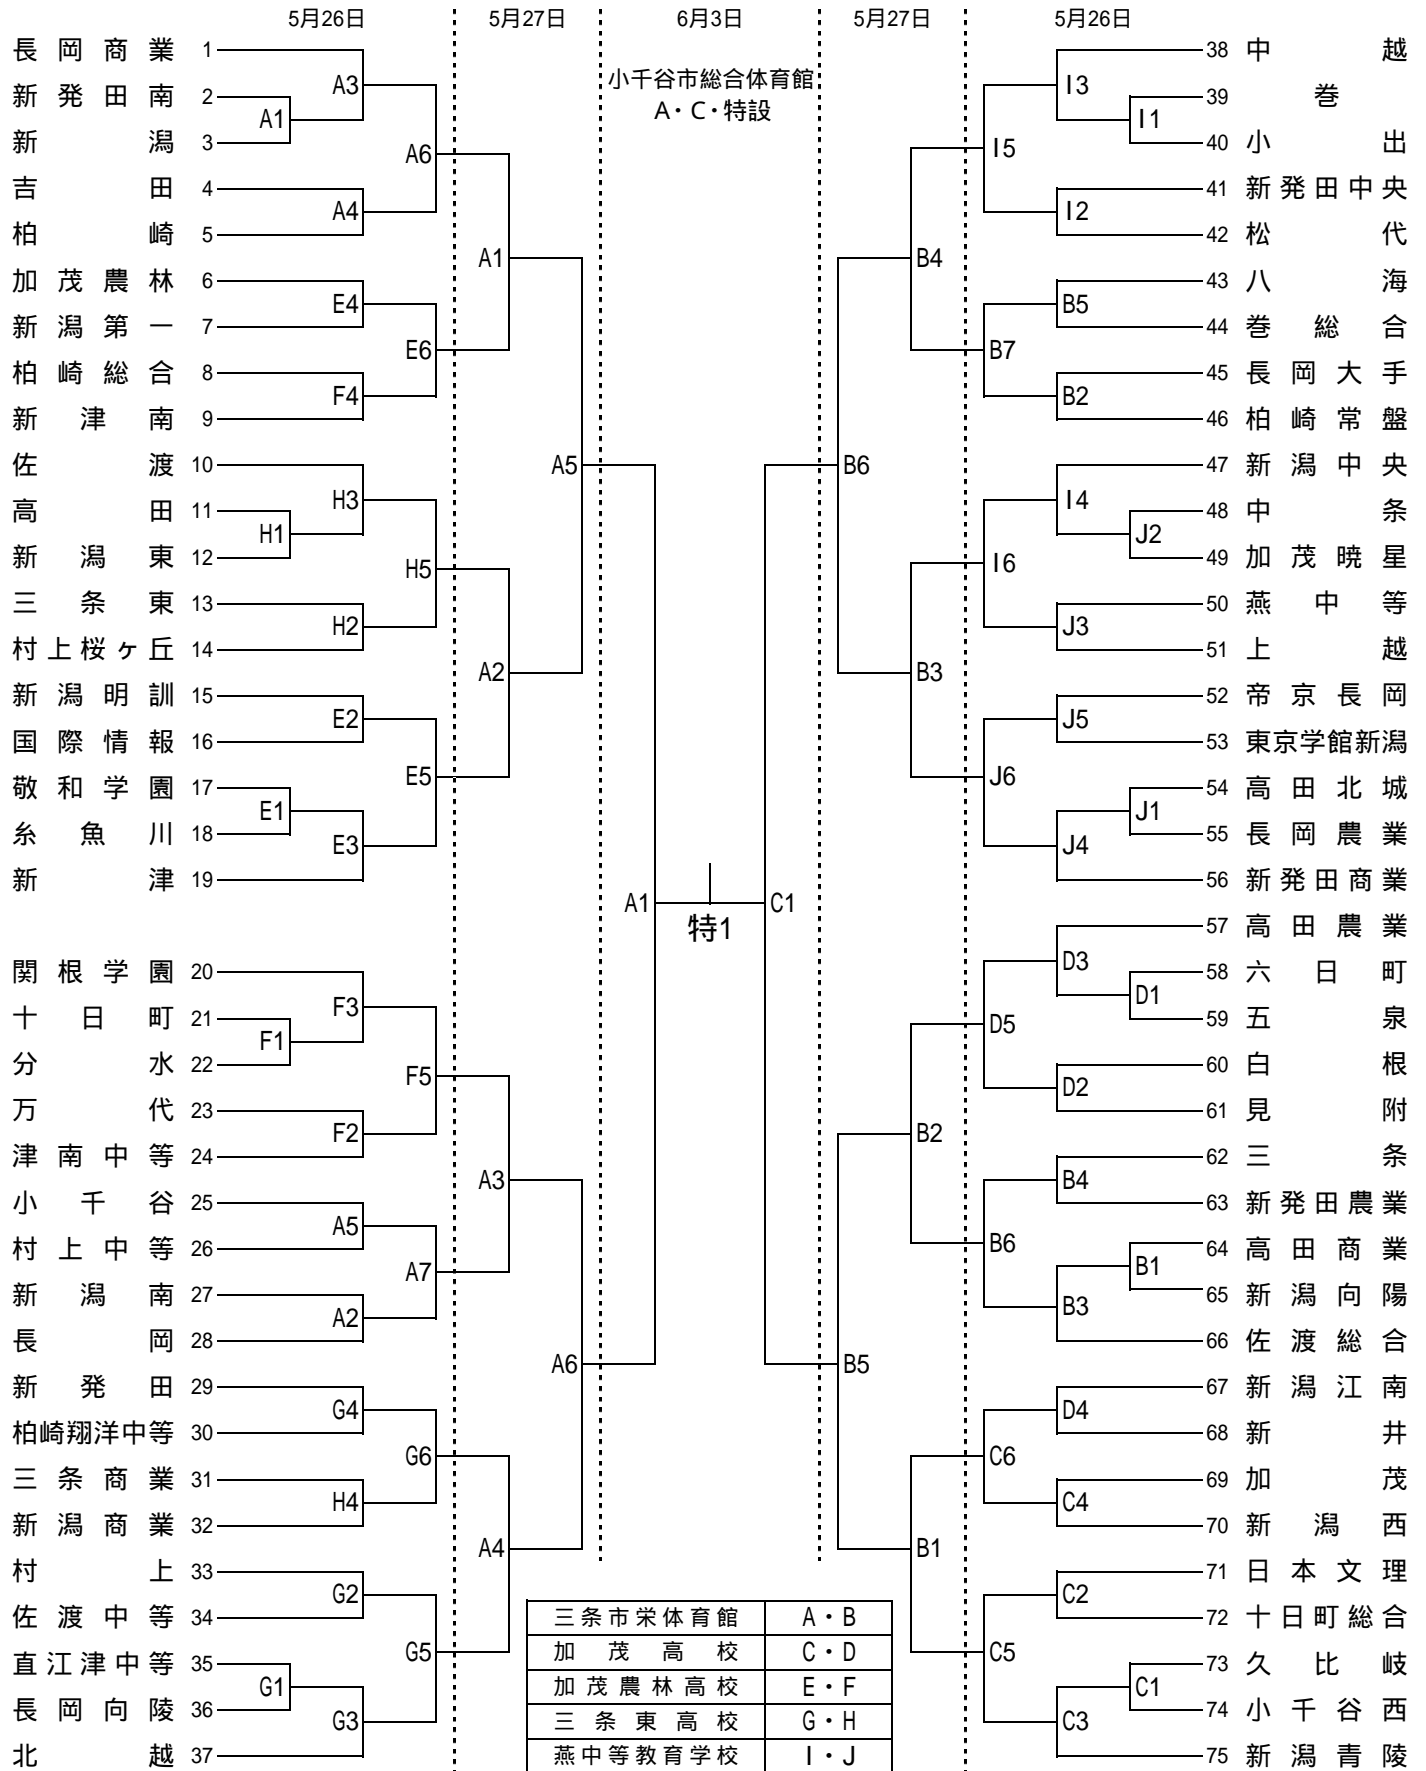 5月26日 5月27日 6月3日 5月27日 5月26日
小千谷市総合体育館
A・C・特設
長岡商業 1
新発田南 2
新潟 3
吉田 4
柏崎 5
加茂農林 6
新潟第一 7
柏崎総合 8
新津南 9
佐渡 10
高田 11
新潟東 12
三条東 13
村上桜ヶ丘 14
新潟明訓 15
国際情報 16
敬和学園 17
糸魚川 18
新津 19
関根学園 20
十日町 21
分水 22
万代 23
津南中等 24
小千谷 25
村上中等 26
新潟南 27
長岡 28
新発田 29
柏崎翔洋中等 30
三条商業 31
新潟商業 32
村上 33
佐渡中等 34
直江津中等 35
長岡向陵 36
北越 37
A3
A1
A6
A4
E4
E6
F4
H3
H1
H5
H2
E2
E5
E1
E3
F3
F1
F5
F2
A5
A7
A2
G4
G6
H4
G2
G5
G1
G3
A1
A2
A3
A4
A5
A6
A1
特1
C1
B6
B5
B4
B3
B2
B1
I3
I1
I5
I2
B5
B7
B2
I4
J2
I6
J3
J5
J6
J1
J4
D3
D1
D5
D2
B4
B6
B1
B3
D4
C6
C4
C2
C5
C1
C3
38 中越
39 巻
40 小出
41 新発田中央
42 松代
43 八海
44 巻総合
45 長岡大手
46 柏崎常盤
47 新潟中央
48 中条
49 加茂暁星
50 燕中等
51 上越
52 帝京長岡
53 東京学館新潟
54 高田北城
55 長岡農業
56 新発田商業
57 高田農業
58 六日町
59 五泉
60 白根
61 見附
62 三条
63 新発田農業
64 高田商業
65 新潟向陽
66 佐渡総合
67 新潟江南
68 新井
69 加茂
70 新潟西
71 日本文理
72 十日町総合
73 久比岐
74 小千谷西
75 新潟青陵
三条市栄体育館 A・B
加茂高校 C・D
加茂農林高校 E・F
三条東高校 G・H
燕中等教育学校 I・J